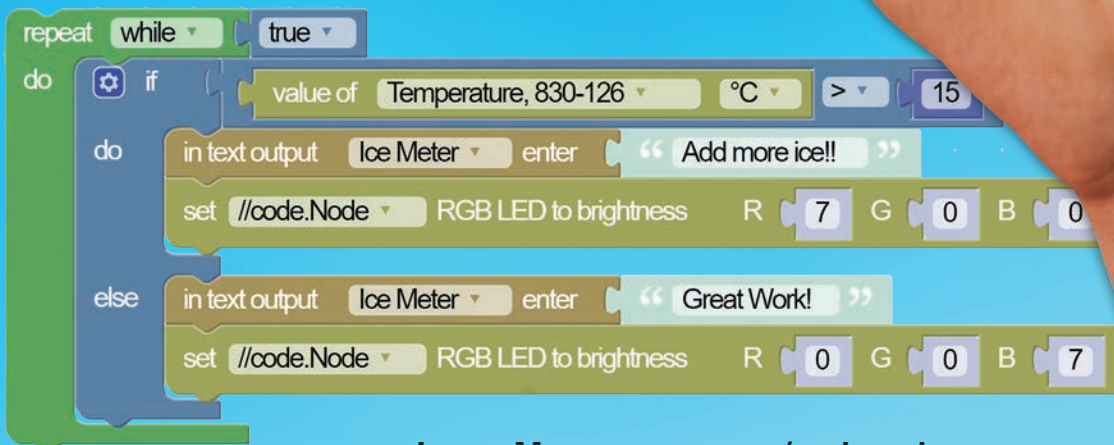 repeat while true
do if value of Temperature, 830-126 °C > 15
do in text output Ice Meter enter “ Add more ice!! ”
set //code.Node RGB LED to brightness R 7 G 0 B 0
else in text output Ice Meter enter “ Great Work! ”
set //code.Node RGB LED to brightness R 0 G 0 B 7